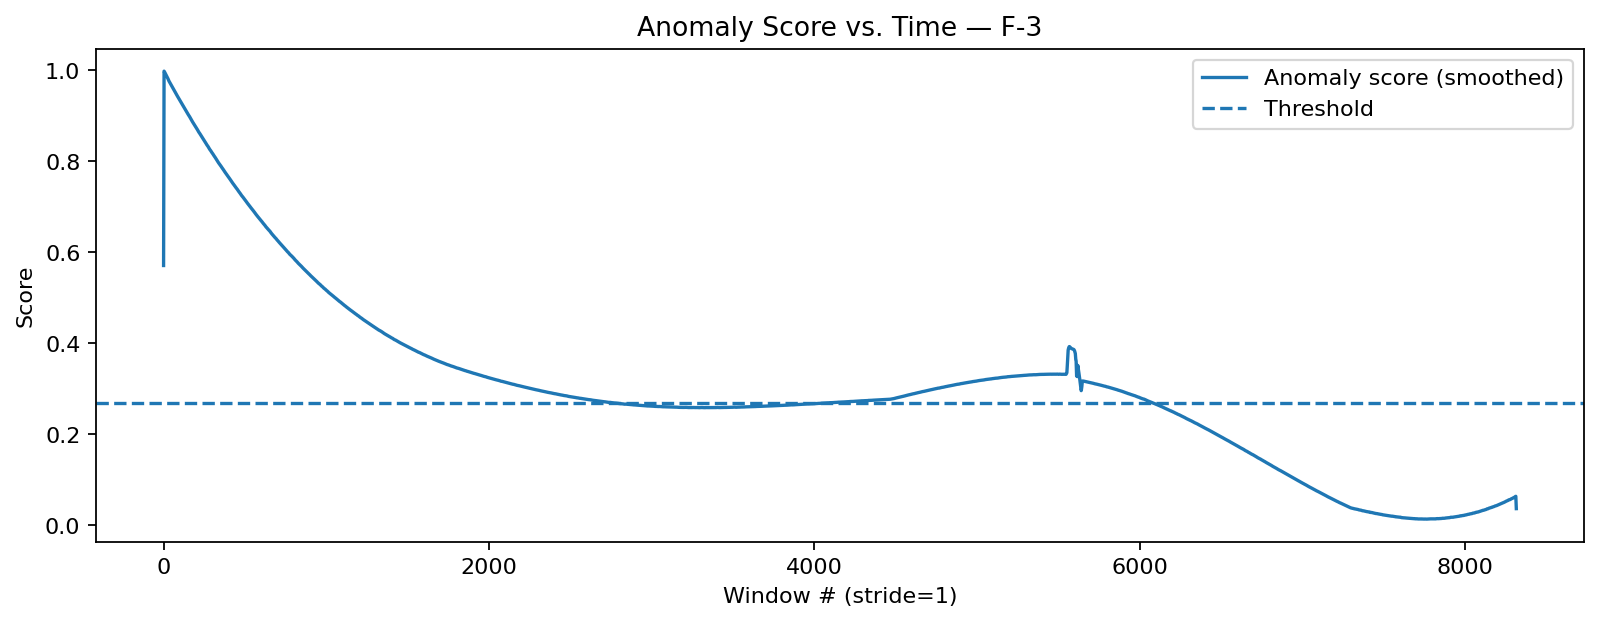 Anomaly Score vs. Time — F-3
Anomaly score (smoothed)
Threshold
Score
1.0
0.8
0.6
0.4
0.2
0.0
0
2000
4000
6000
8000
Window # (stride=1)